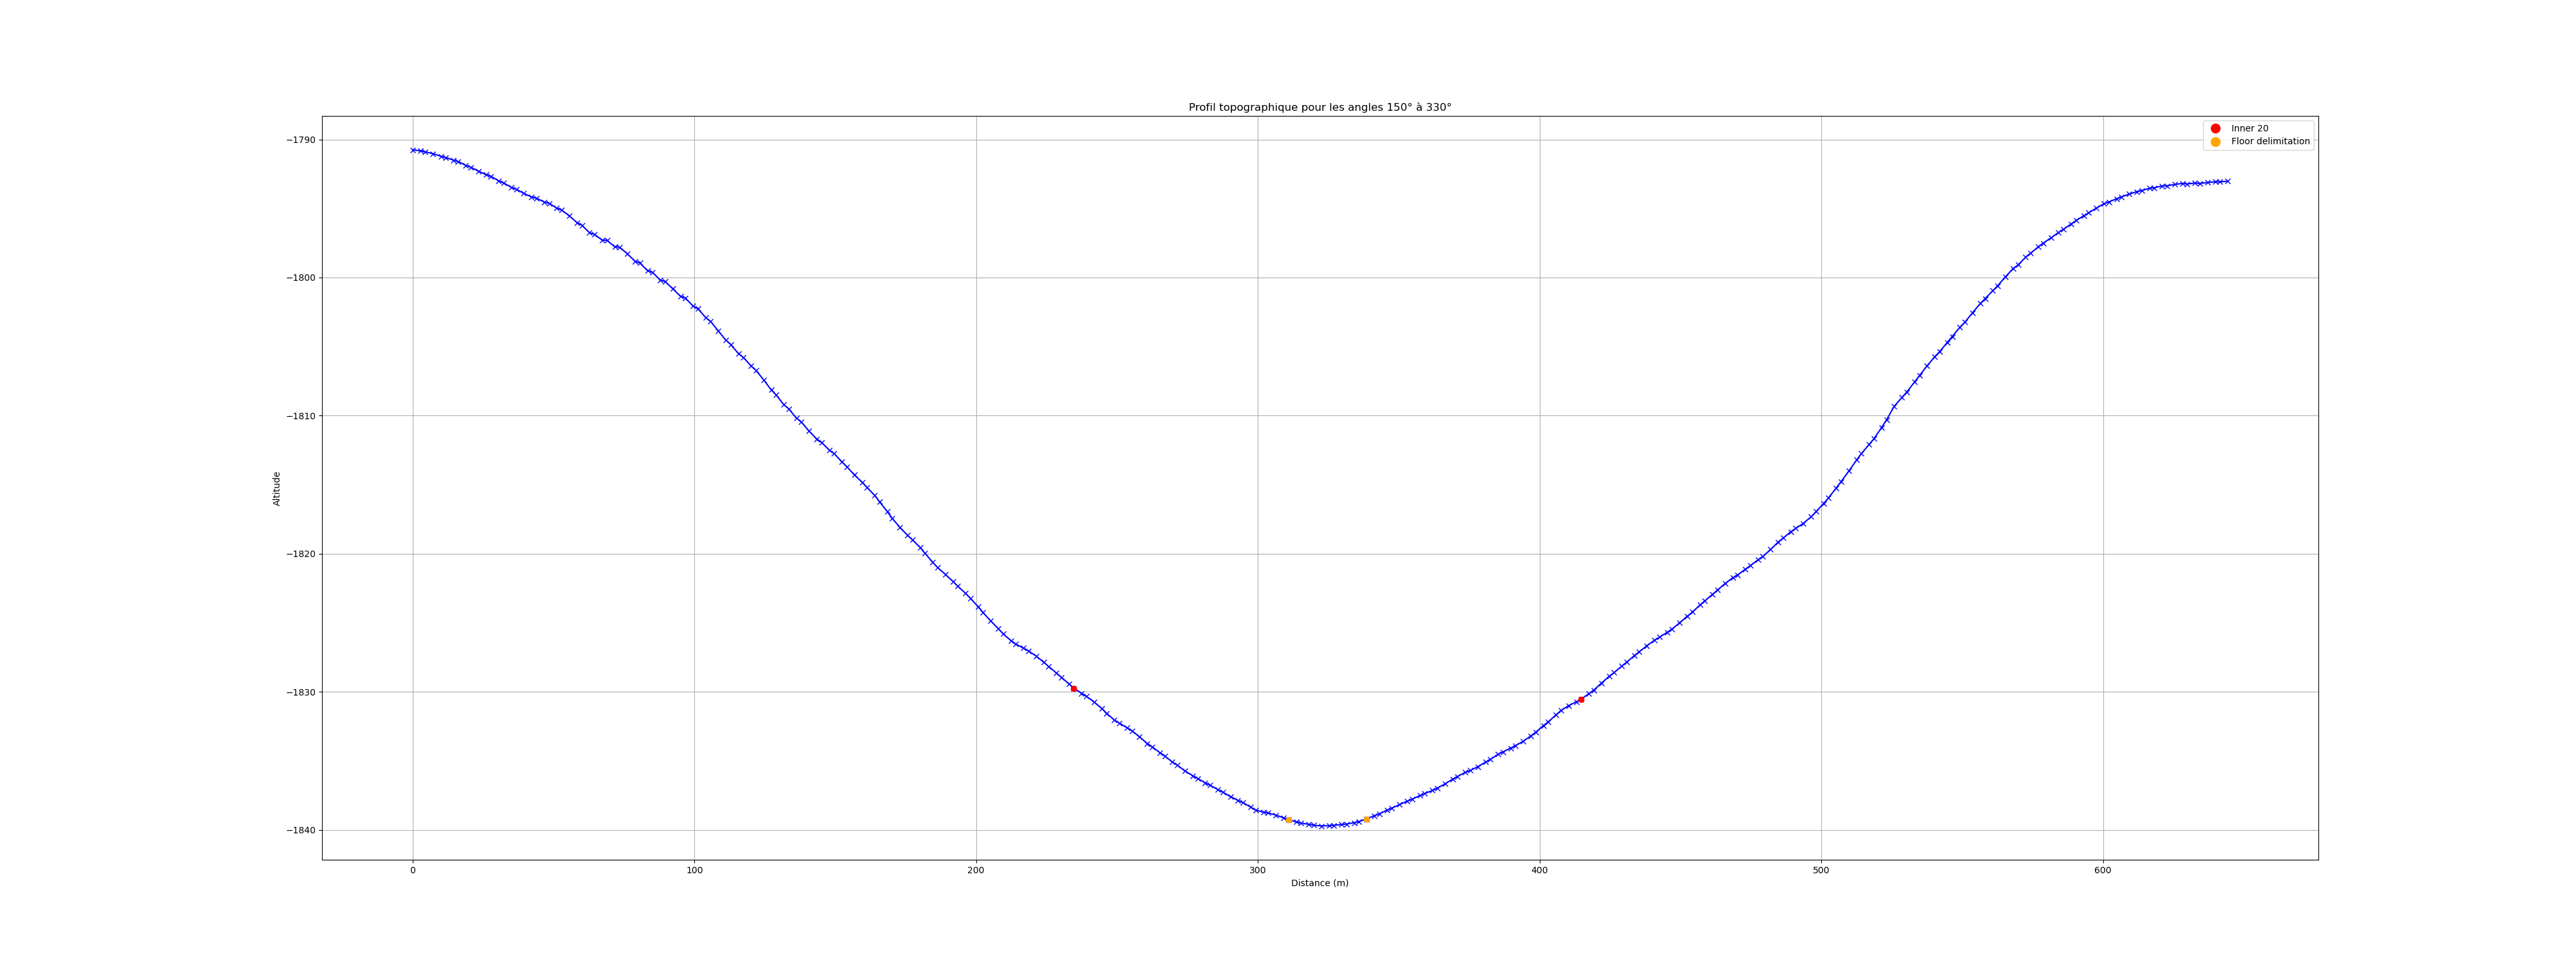 Profil topographique pour les angles 150° à 330°
Inner 20
Floor delimitation
−1790
−1800
−1810
−1820
−1830
−1840
Altitude
0
100
200
300
400
500
600
Distance (m)